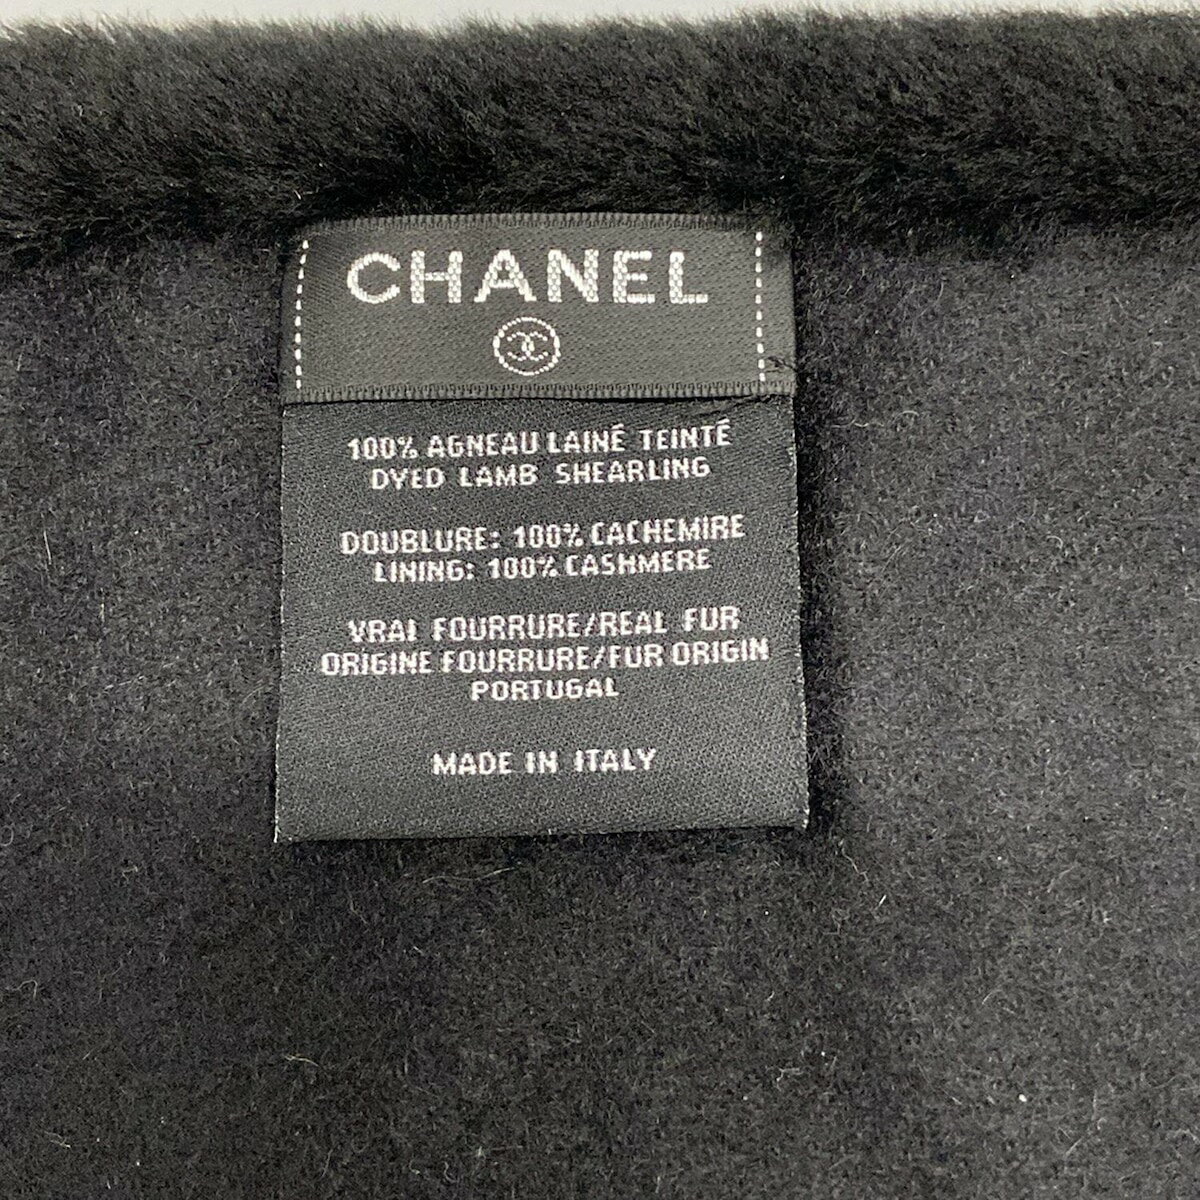 CHANEL
100% AGNEAU LAINÉ TEINTÉ
DYED LAMB SHEARLING
DOUBLURE: 100% CACHEMIRE
LINING: 100% CASHMERE
VRAI FOURRURE/REAL FUR
ORIGINE FOURRURE/FUR ORIGIN
PORTUGAL
MADE IN ITALY